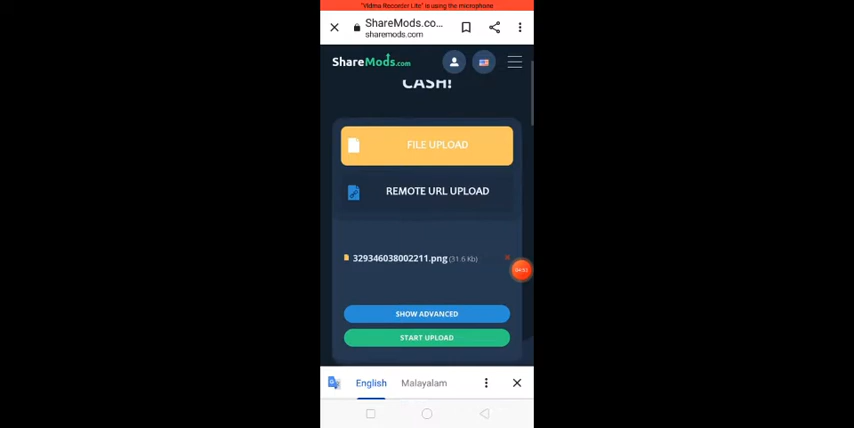 "Vidma Recorder Lite" is using the microphone
ShareMods.co...
sharemods.com
ShareMods.com
CASH!
FILE UPLOAD
REMOTE URL UPLOAD
329346038002211.png (31.6 Kb)
SHOW ADVANCED
START UPLOAD
English Malayalam